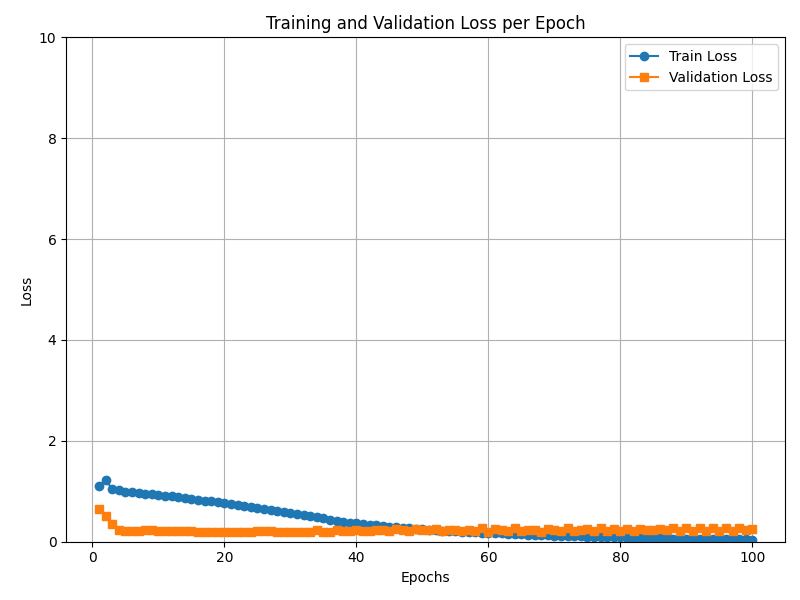 Training and Validation Loss per Epoch
10
8
6
4
2
0
Loss
Train Loss
Validation Loss
0 20 40 60 80 100
Epochs